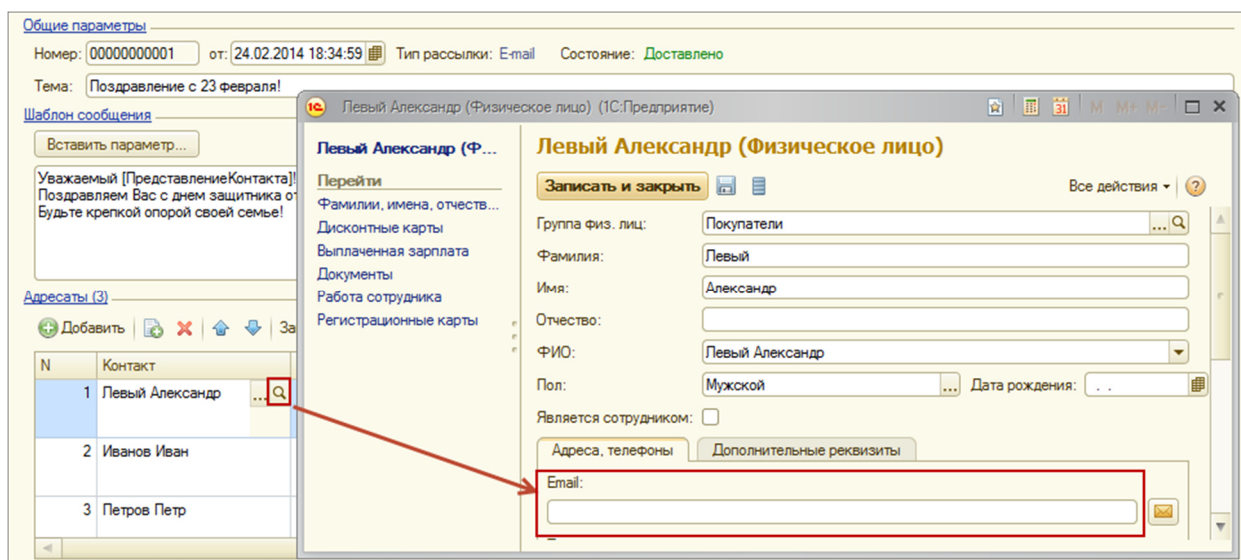 Общие параметры
Номер: 00000000001 от: 24.02.2014 18:34:59 Тип рассылки: E-mail Состояние: Доставлено
Тема: Поздравление с 23 февраля!
Шаблон сообщения
Вставить параметр...
Уважаемый [ПредставлениеКонтакта]!
Поздравляем Вас с днем защитника от
Будьте крепкой опорой своей семье!
Адресаты (3)
Добавить За
N Контакт
1 Левый Александр ...
2 Иванов Иван
3 Петров Петр
1С Левый Александр (Физическое лицо) (1С:Предприятие) 31 M M+ M-
Левый Александр (Ф...
Перейти
Фамилии, имена, отчеств...
Дисконтные карты
Выплаченная зарплата
Документы
Работа сотрудника
Регистрационные карты
Левый Александр (Физическое лицо)
Записать и закрыть Все действия ?
Группа физ. лиц: Покупатели ...
Фамилия: Левый
Имя: Александр
Отчество:
ФИО: Левый Александр
Пол: Мужской ... Дата рождения: . .
Является сотрудником:
Адреса, телефоны Дополнительные реквизиты
Email: